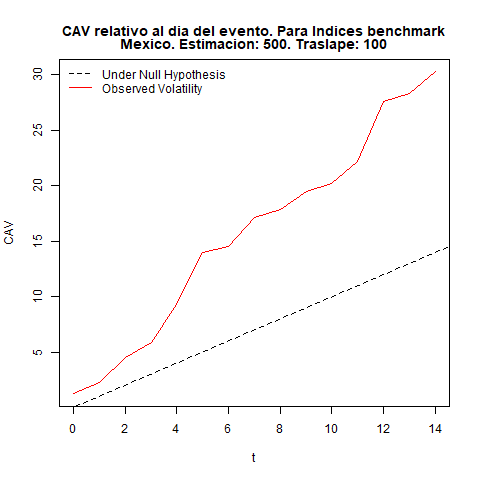 CAV relativo al dia del evento. Para Indices benchmark
Mexico. Estimacion: 500. Traslape: 100
Under Null Hypothesis
Observed Volatility
30
25
20
15
10
5
CAV
0 2 4 6 8 10 12 14
t